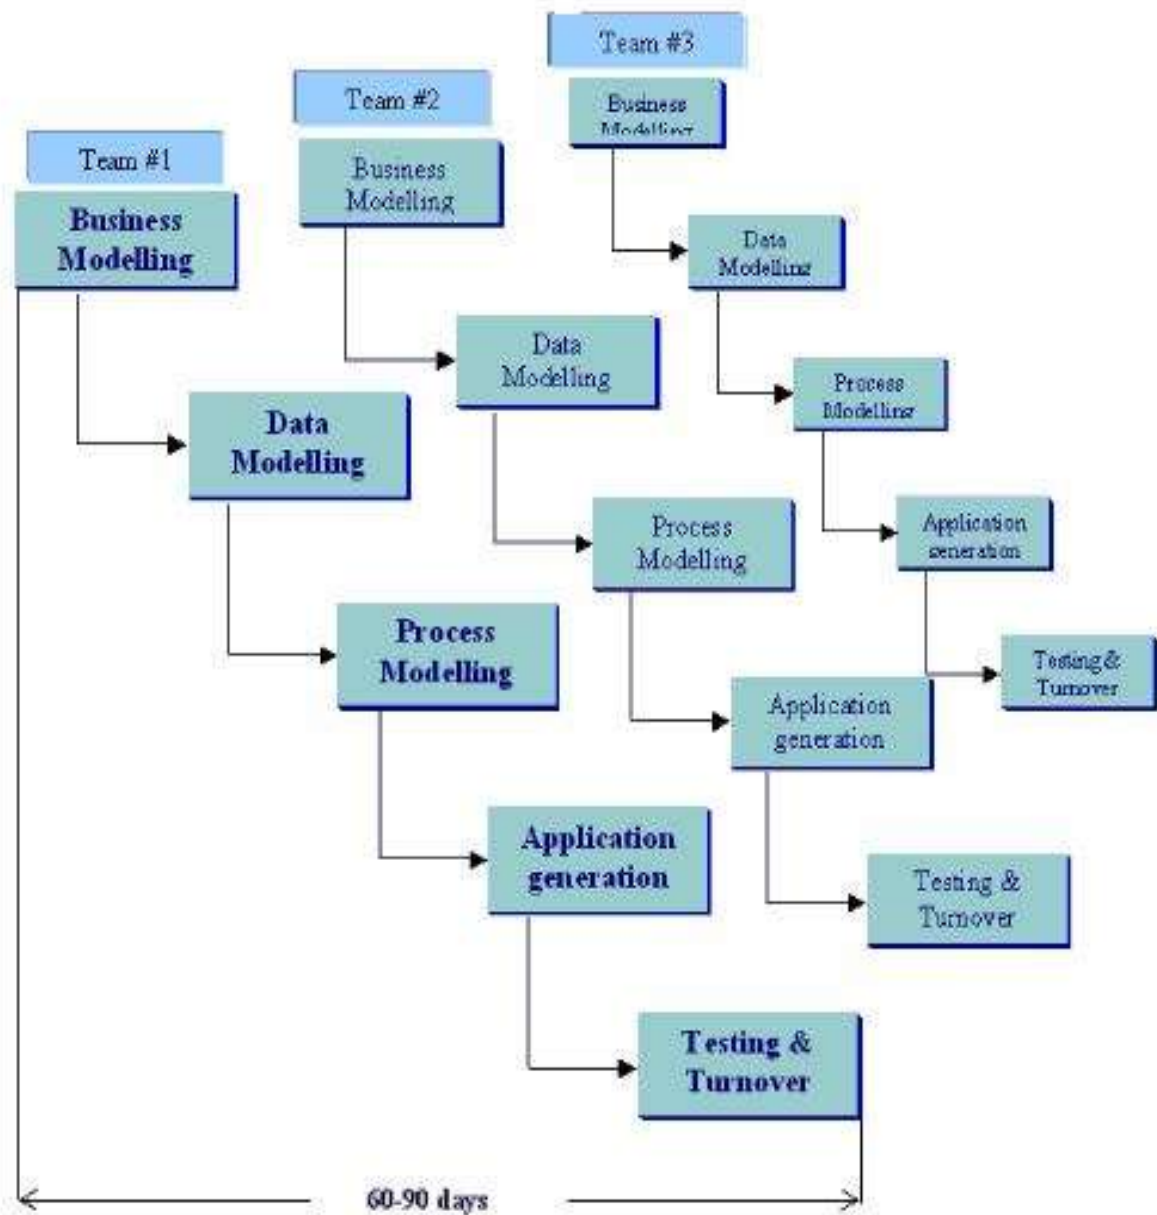 Team #1
Business
Modelling
Data
Modelling
Process
Modelling
Application
generation
Testing &
Turnover
Team #2
Business
Modelling
Data
Modelling
Process
Modelling
Application
generation
Testing &
Turnover
Team #3
Business
Modelling
Data
Modelling
Process
Modelling
Application
generation
Testing &
Turnover
60-90 days